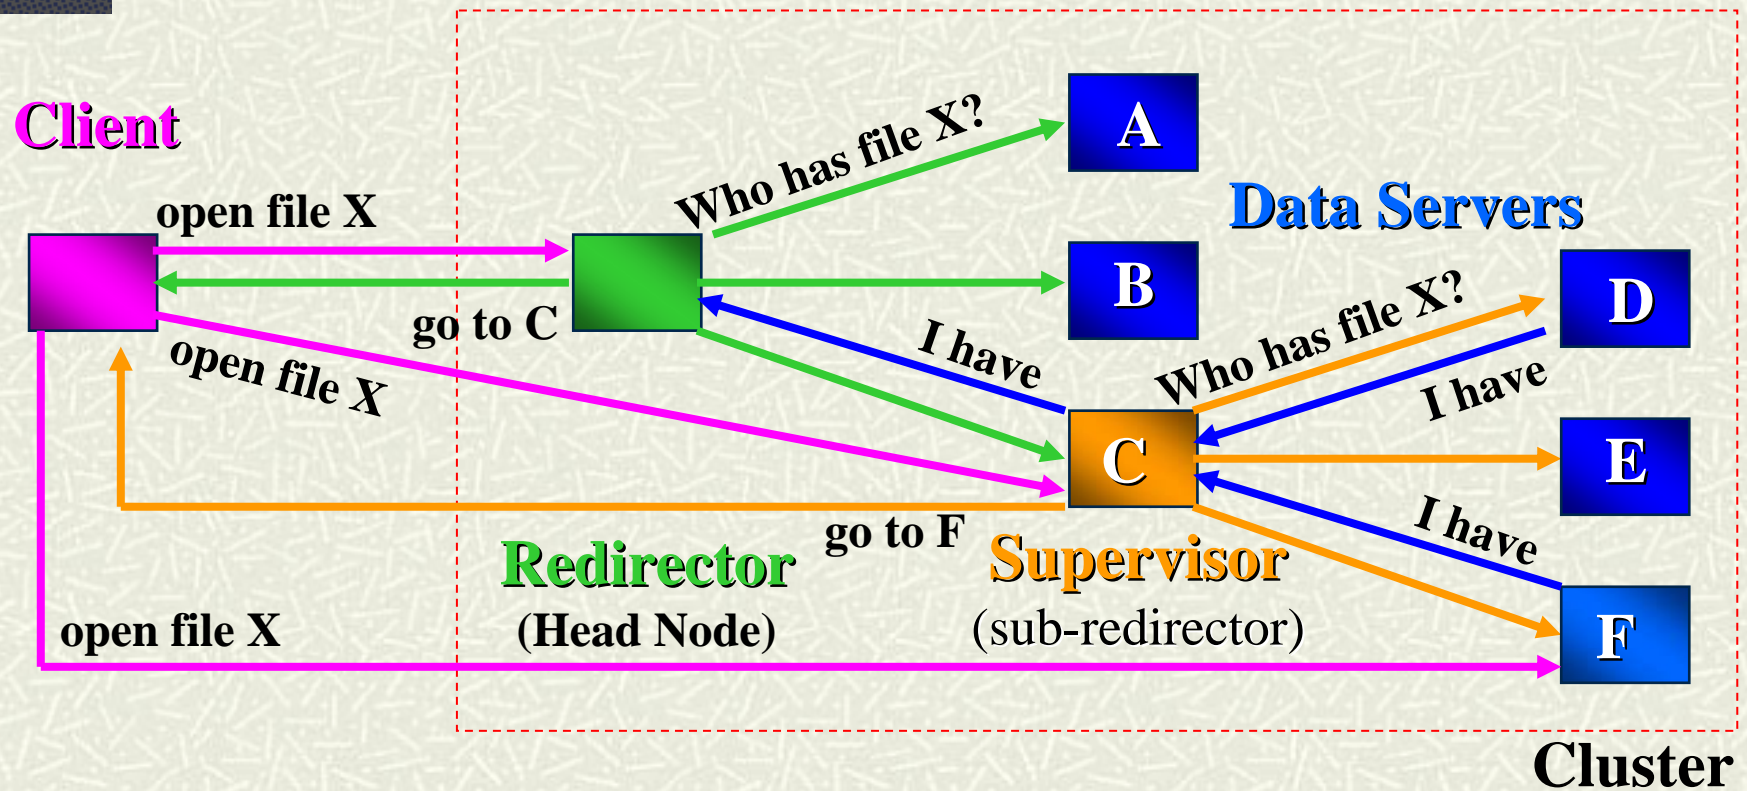 Client
open file X
go to C
open file X
Who has file X?
A
Data Servers
B
I have
Who has file X?
D
I have
C
E
I have
go to F
Redirector
(Head Node)
Supervisor
(sub-redirector)
F
open file X
Cluster